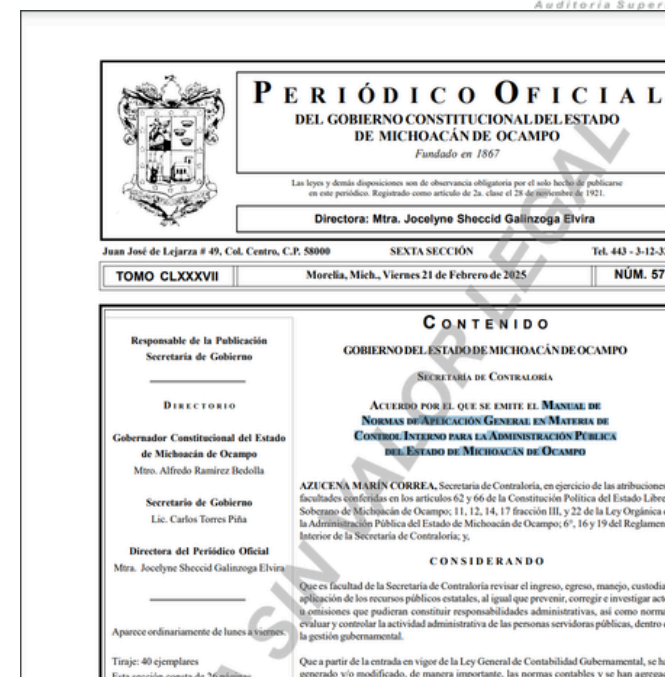 Auditoría Super
PERIÓDICO OFICIAL
DEL GOBIERNO CONSTITUCIONAL DEL ESTADO
DE MICHOACÁN DE OCAMPO
Fundado en 1867
Las leyes y demás disposiciones son de observancia obligatoria por el solo hecho de publicarse
en este periódico. Registrado como artículo de 2a. clase el 28 de noviembre de 1921.
Directora: Mtra. Jocelyne Sheccid Galinzoga Elvira
Juan José de Lejarza # 49, Col. Centro, C.P. 58000 SEXTA SECCIÓN Tel. 443 - 3-12-3
TOMO CLXXXVII Morelia, Mich., Viernes 21 de Febrero de 2025 NÚM. 57
Responsable de la Publicación
Secretaría de Gobierno
DIRECTORIO
Gobernador Constitucional del Estado
de Michoacán de Ocampo
Mtro. Alfredo Ramírez Bedolla
Secretario de Gobierno
Lic. Carlos Torres Piña
Directora del Periódico Oficial
Mtra. Jocelyne Sheccid Galinzoga Elvira
Aparece ordinariamente de lunes a viernes.
Tiraje: 40 ejemplares
Esta sección consta de 26 páginas
CONTENIDO
GOBIERNO DEL ESTADO DE MICHOACÁN DE OCAMPO
SECRETARÍA DE CONTRALORÍA
ACUERDO POR EL QUE SE EMITE EL MANUAL DE
NORMAS DE APLICACIÓN GENERAL EN MATERIA DE
CONTROL INTERNO PARA LA ADMINISTRACIÓN PÚBLICA
DEL ESTADO DE MICHOACÁN DE OCAMPO
AZUCENA MARÍN CORREA, Secretaria de Contraloría, en ejercicio de las atribuciones
facultades conferidas en los artículos 62 y 66 de la Constitución Política del Estado Libre
Soberano de Michoacán de Ocampo; 11, 12, 14, 17 fracción III, y 22 de la Ley Orgánica d
la Administración Pública del Estado de Michoacán de Ocampo; 6°, 16 y 19 del Reglamen
Interior de la Secretaría de Contraloría; y,
CONSIDERANDO
Que es facultad de la Secretaría de Contraloría revisar el ingreso, egreso, manejo, custodia
aplicación de los recursos públicos estatales, al igual que prevenir, corregir e investigar act
u omisiones que pudieran constituir responsabilidades administrativas, así como norma
evaluar y controlar la actividad administrativa de las personas servidoras públicas, dentro d
la gestión gubernamental.
Que a partir de la entrada en vigor de la Ley General de Contabilidad Gubernamental, se ha
generado y/o modificado, de manera importante, las normas contables y se han agrega
A SIN VALOR LEGAL